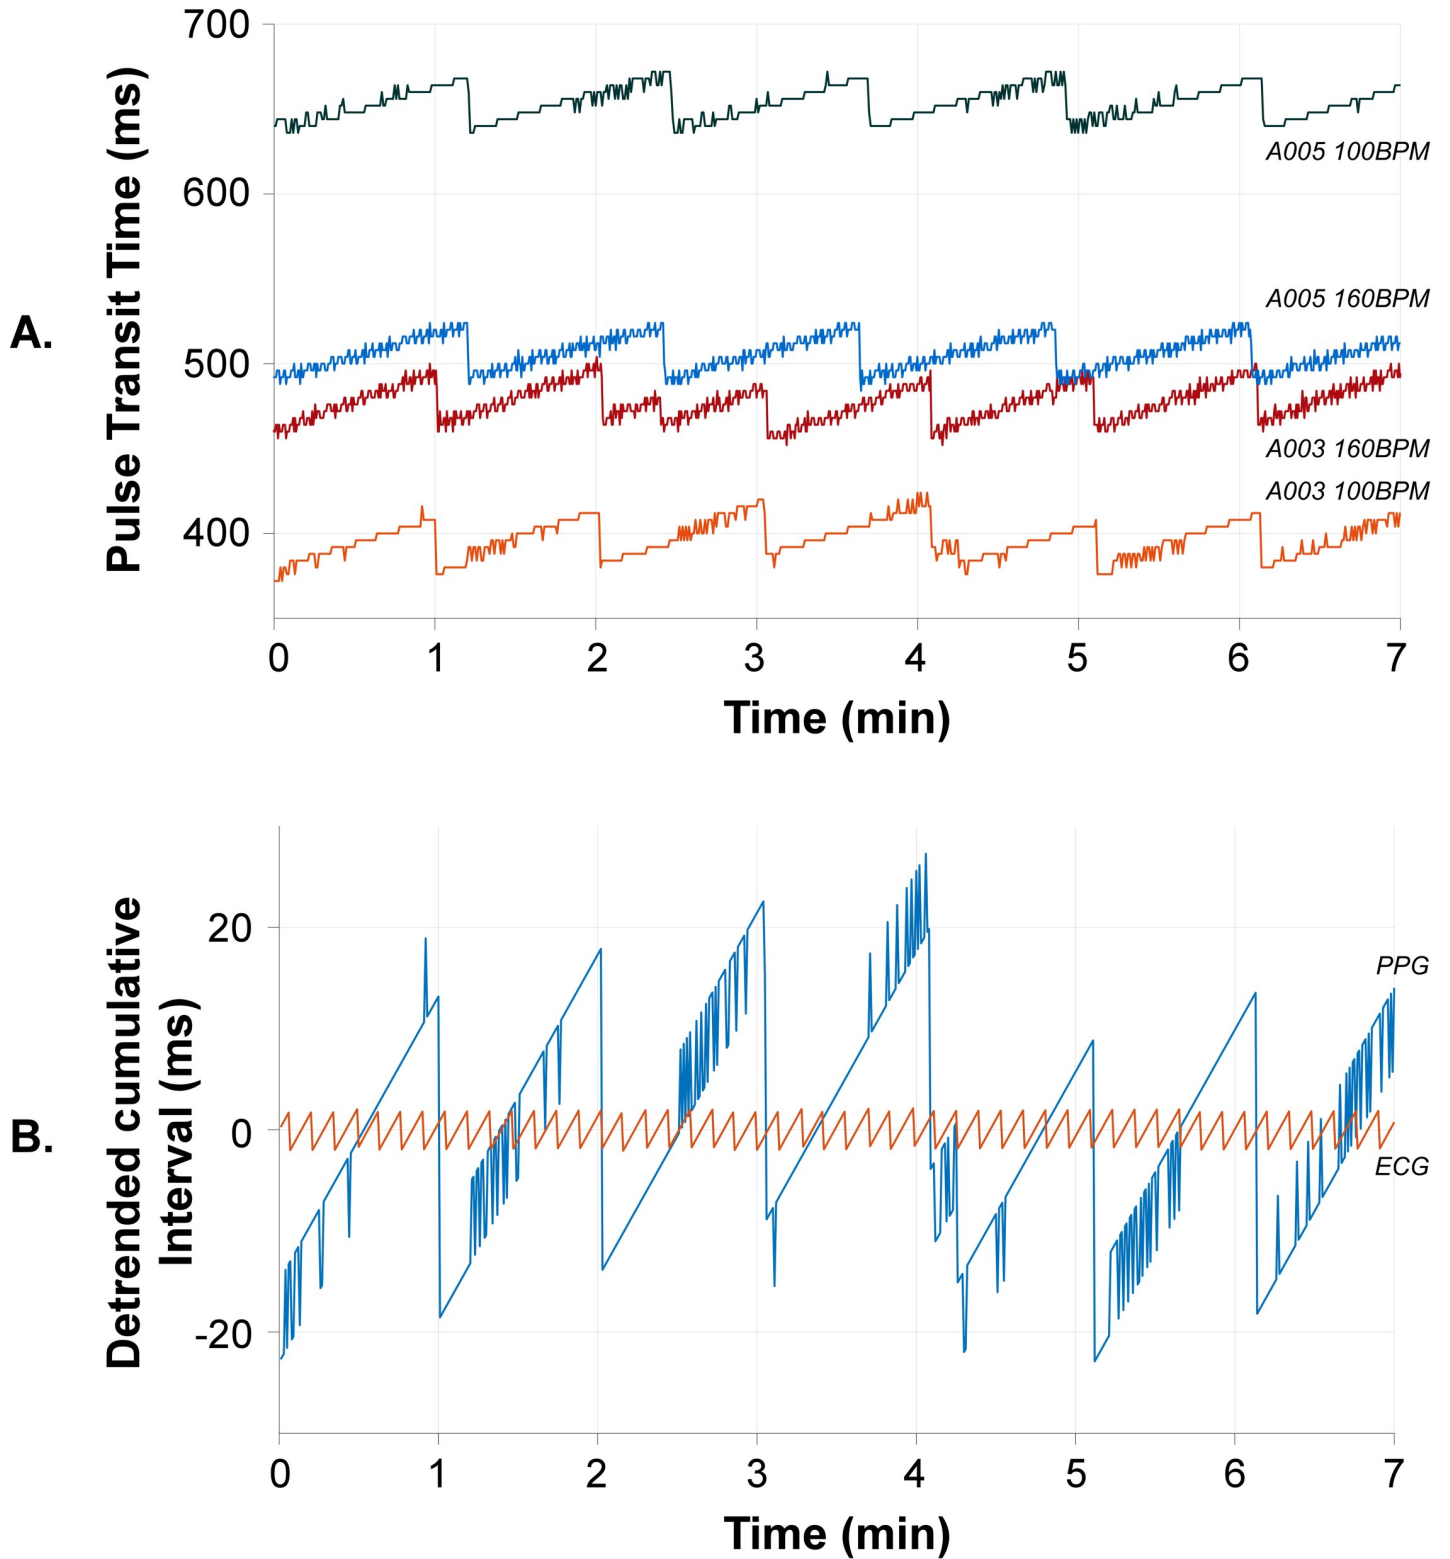 A.
Pulse Transit Time (ms)
700
600
500
400
A005 100BPM
A005 160BPM
A003 160BPM
A003 100BPM
0 1 2 3 4 5 6 7
Time (min)
B.
Detrended cumulative
Interval (ms)
20
0
-20
PPG
ECG
0 1 2 3 4 5 6 7
Time (min)